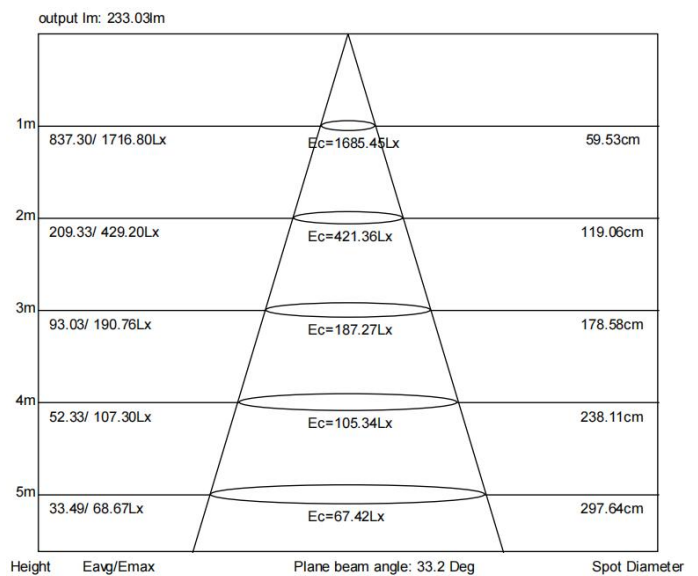 output lm: 233.03lm
1m
837.30/ 1716.80Lx
Ec=1685.45Lx
59.53cm
2m
209.33/ 429.20Lx
Ec=421.36Lx
119.06cm
3m
93.03/ 190.76Lx
Ec=187.27Lx
178.58cm
4m
52.33/ 107.30Lx
Ec=105.34Lx
238.11cm
5m
33.49/ 68.67Lx
Ec=67.42Lx
297.64cm
Height Eavg/Emax Plane beam angle: 33.2 Deg Spot Diameter